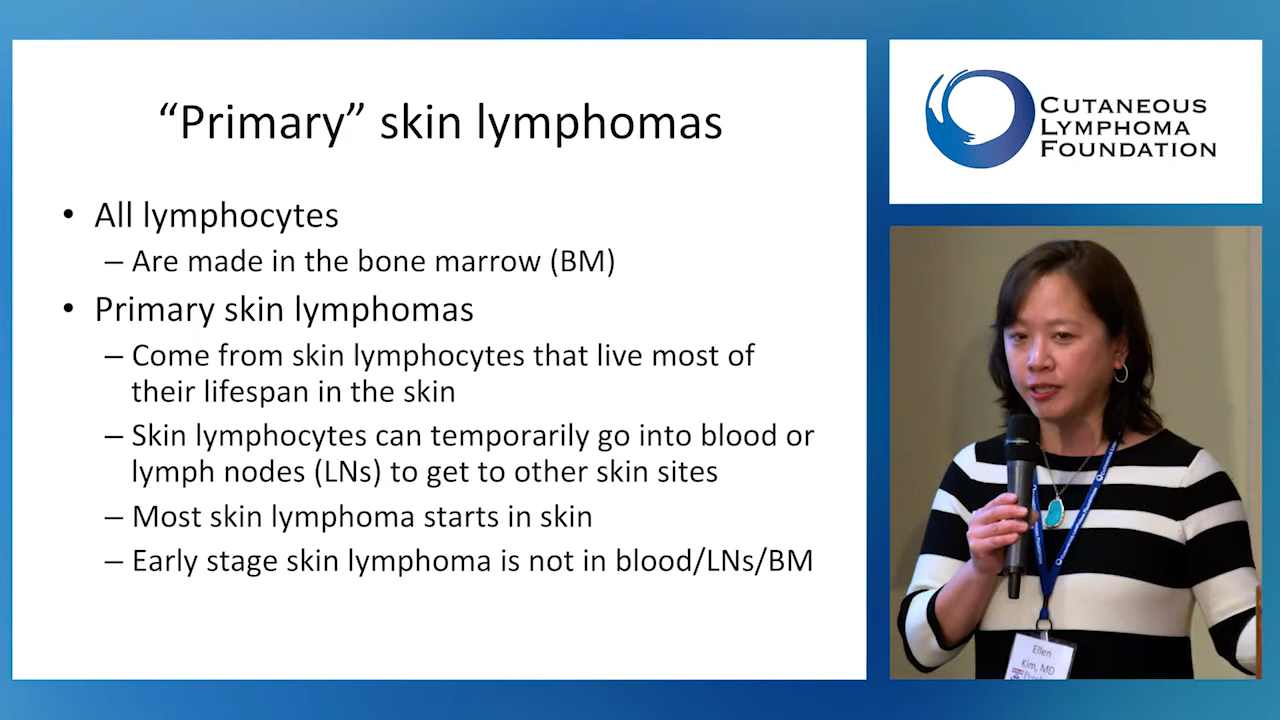 “Primary” skin lymphomas
• All lymphocytes
– Are made in the bone marrow (BM)
• Primary skin lymphomas
– Come from skin lymphocytes that live most of
their lifespan in the skin
– Skin lymphocytes can temporarily go into blood or
lymph nodes (LNs) to get to other skin sites
– Most skin lymphoma starts in skin
– Early stage skin lymphoma is not in blood/LNs/BM
CUTANEOUS
LYMPHOMA
FOUNDATION
Ellen
Kim, MD